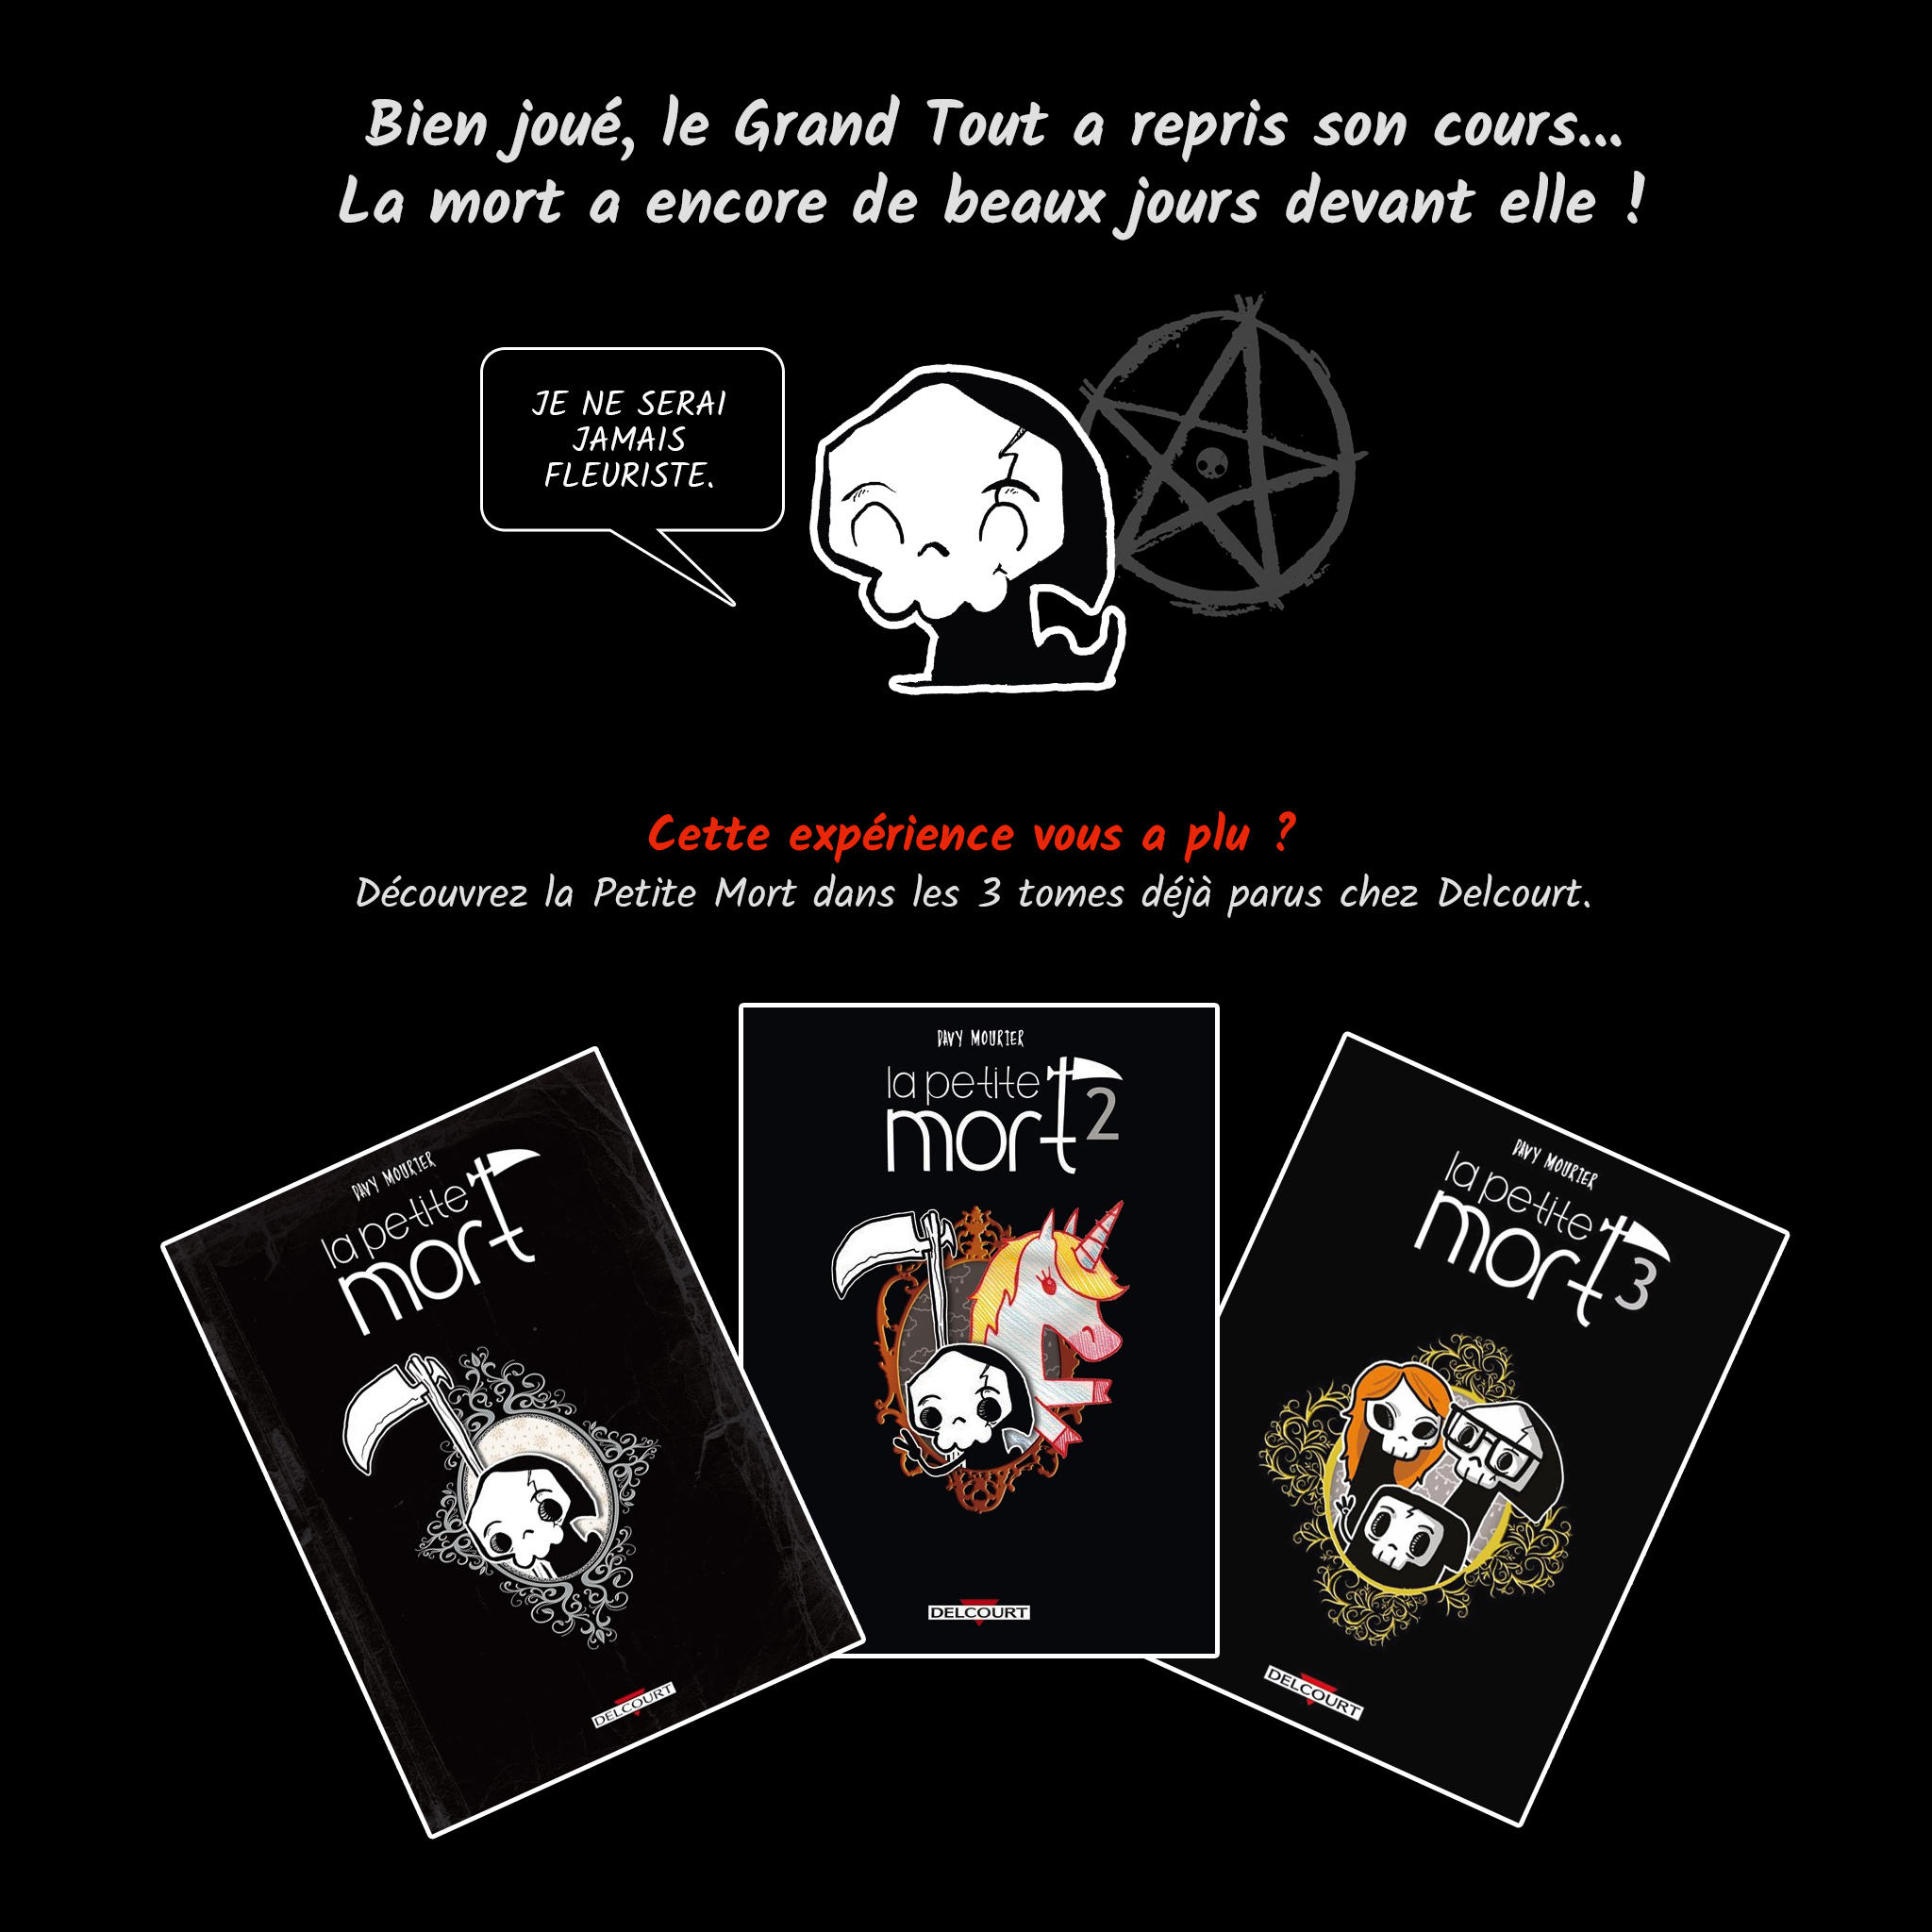 Bien joué, le Grand Tout a repris son cours...
La mort a encore de beaux jours devant elle !
JE NE SERAI
JAMAIS
FLEURISTE.
Cette expérience vous a plu ?
Découvrez la Petite Mort dans les 3 tomes déjà parus chez Delcourt.
DAVY MOURIER
la petite
mort
DELCOURT
DAVY MOURIER
la petite
mort 2
DELCOURT
DAVY MOURIER
la petite
mort 3
DELCOURT